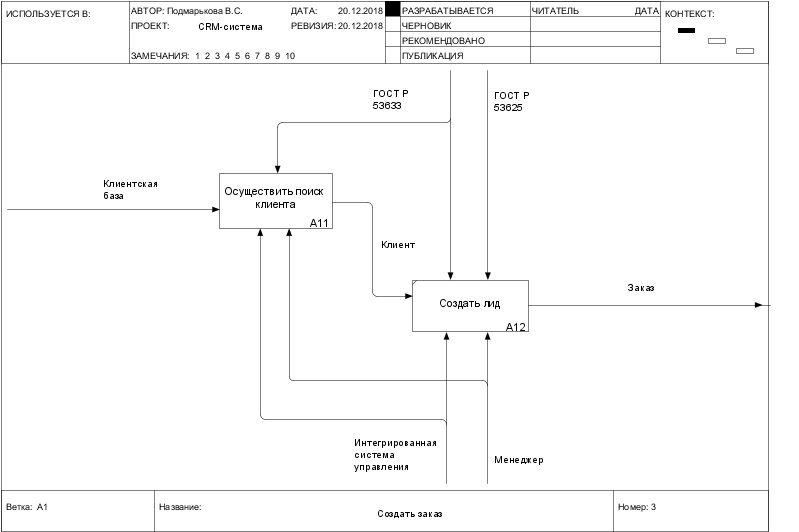 ИСПОЛЬЗУЕТСЯ В:
АВТОР: Подмарькова В.С.
ДАТА: 20.12.2018
РАЗРАБАТЫВАЕТСЯ
ЧИТАТЕЛЬ
ДАТА
КОНТЕКСТ:
ПРОЕКТ: CRM-система
РЕВИЗИЯ: 20.12.2018
ЧЕРНОВИК
РЕКОМЕНДОВАНО
ЗАМЕЧАНИЯ: 1 2 3 4 5 6 7 8 9 10
ПУБЛИКАЦИЯ
ГОСТ Р
53633
ГОСТ Р
53625
Клиентская
база
Осуществить поиск
клиента
A11
Клиент
Создать лид
A12
Заказ
Интегрированная
система
управления
Менеджер
Ветка: A1
Название:
Создать заказ
Номер: 3